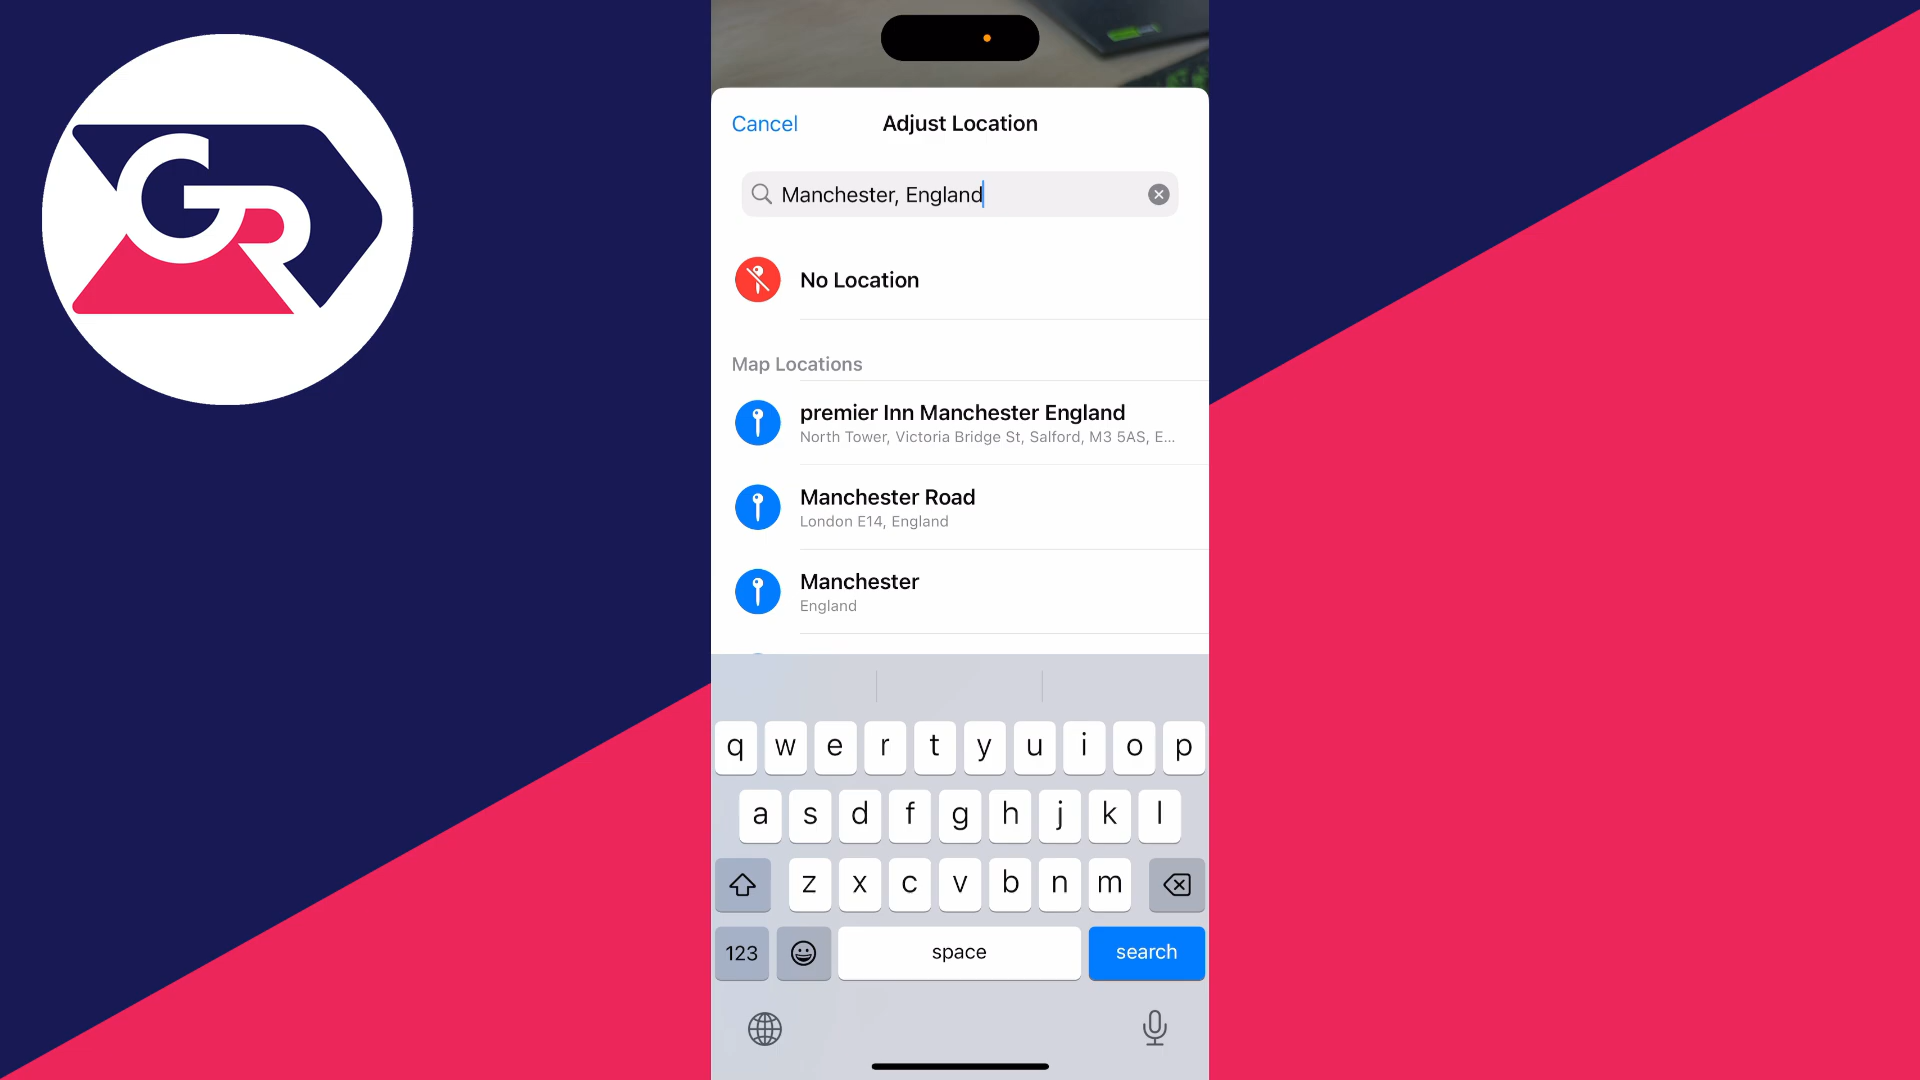 GR
Cancel
Adjust Location
Manchester, England
No Location
Map Locations
premier Inn Manchester England
North Tower, Victoria Bridge St, Salford, M3 5AS, E...
Manchester Road
London E14, England
Manchester
England
q w e r t y u i o p
a s d f g h j k l
z x c v b n m
123 space search